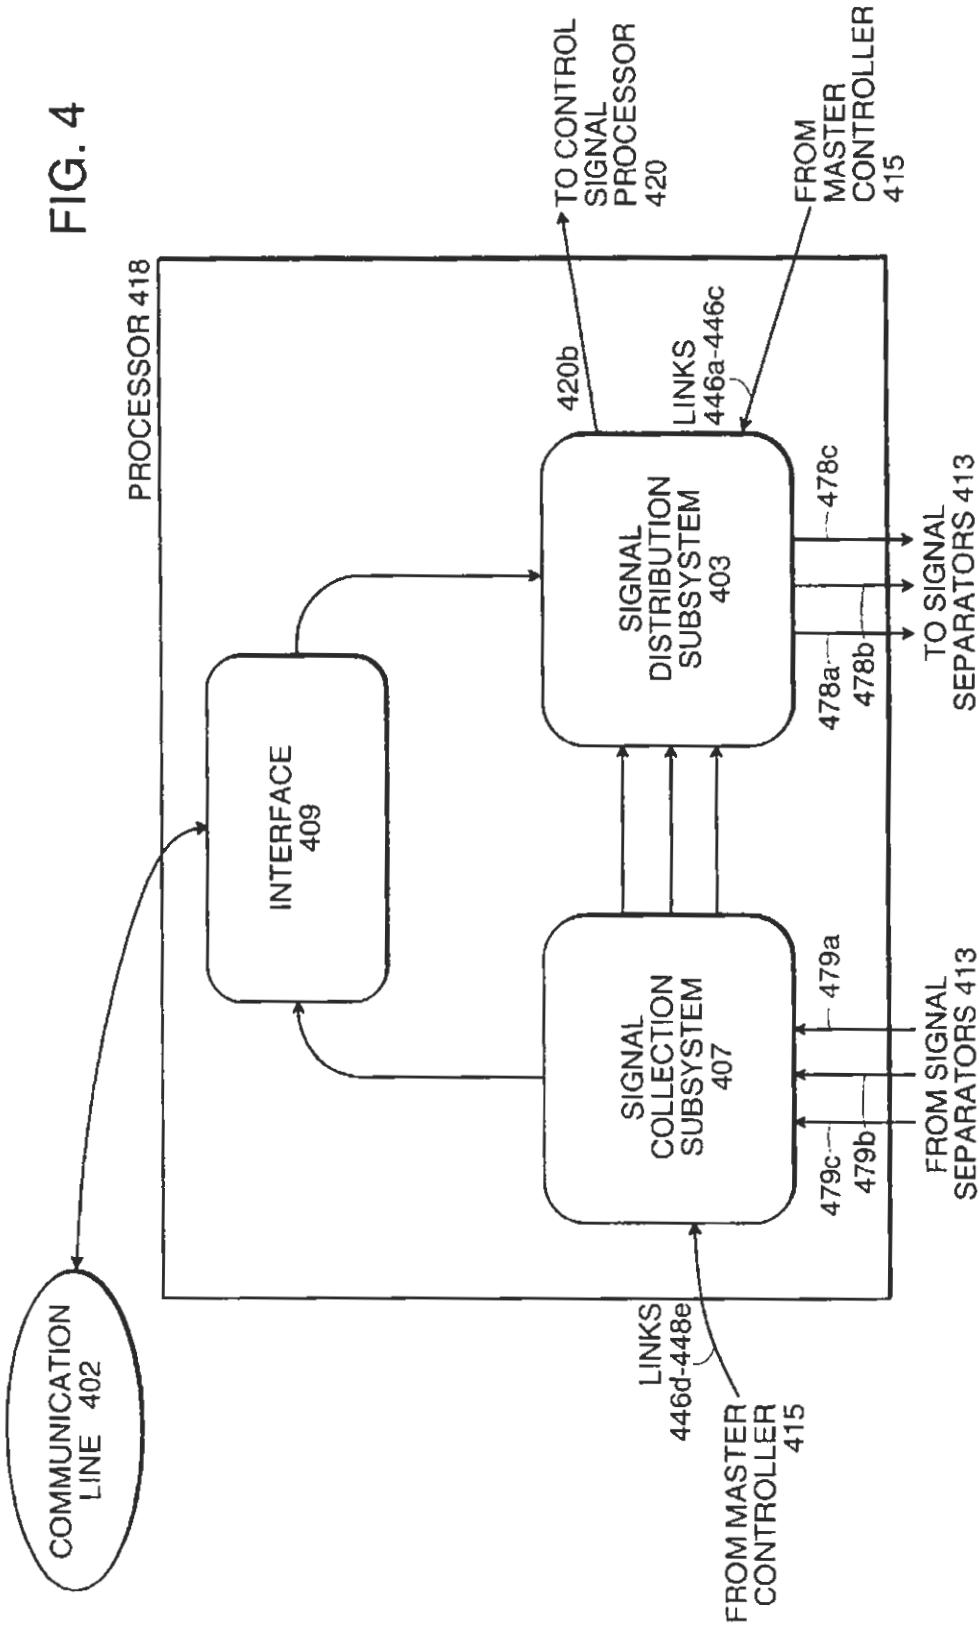 FIG. 4
PROCESSOR 418
COMMUNICATION
LINE 402
INTERFACE
409
SIGNAL
COLLECTION
SUBSYSTEM
407
SIGNAL
DISTRIBUTION
SUBSYSTEM
403
420b
TO CONTROL
SIGNAL
PROCESSOR
420
LINKS
446a-446c
FROM
MASTER
CONTROLLER
415
LINKS
446d-448e
FROM MASTER
CONTROLLER
415
479c
479b
479a
FROM SIGNAL
SEPARATORS 413
478a
478b
478c
TO SIGNAL
SEPARATORS 413